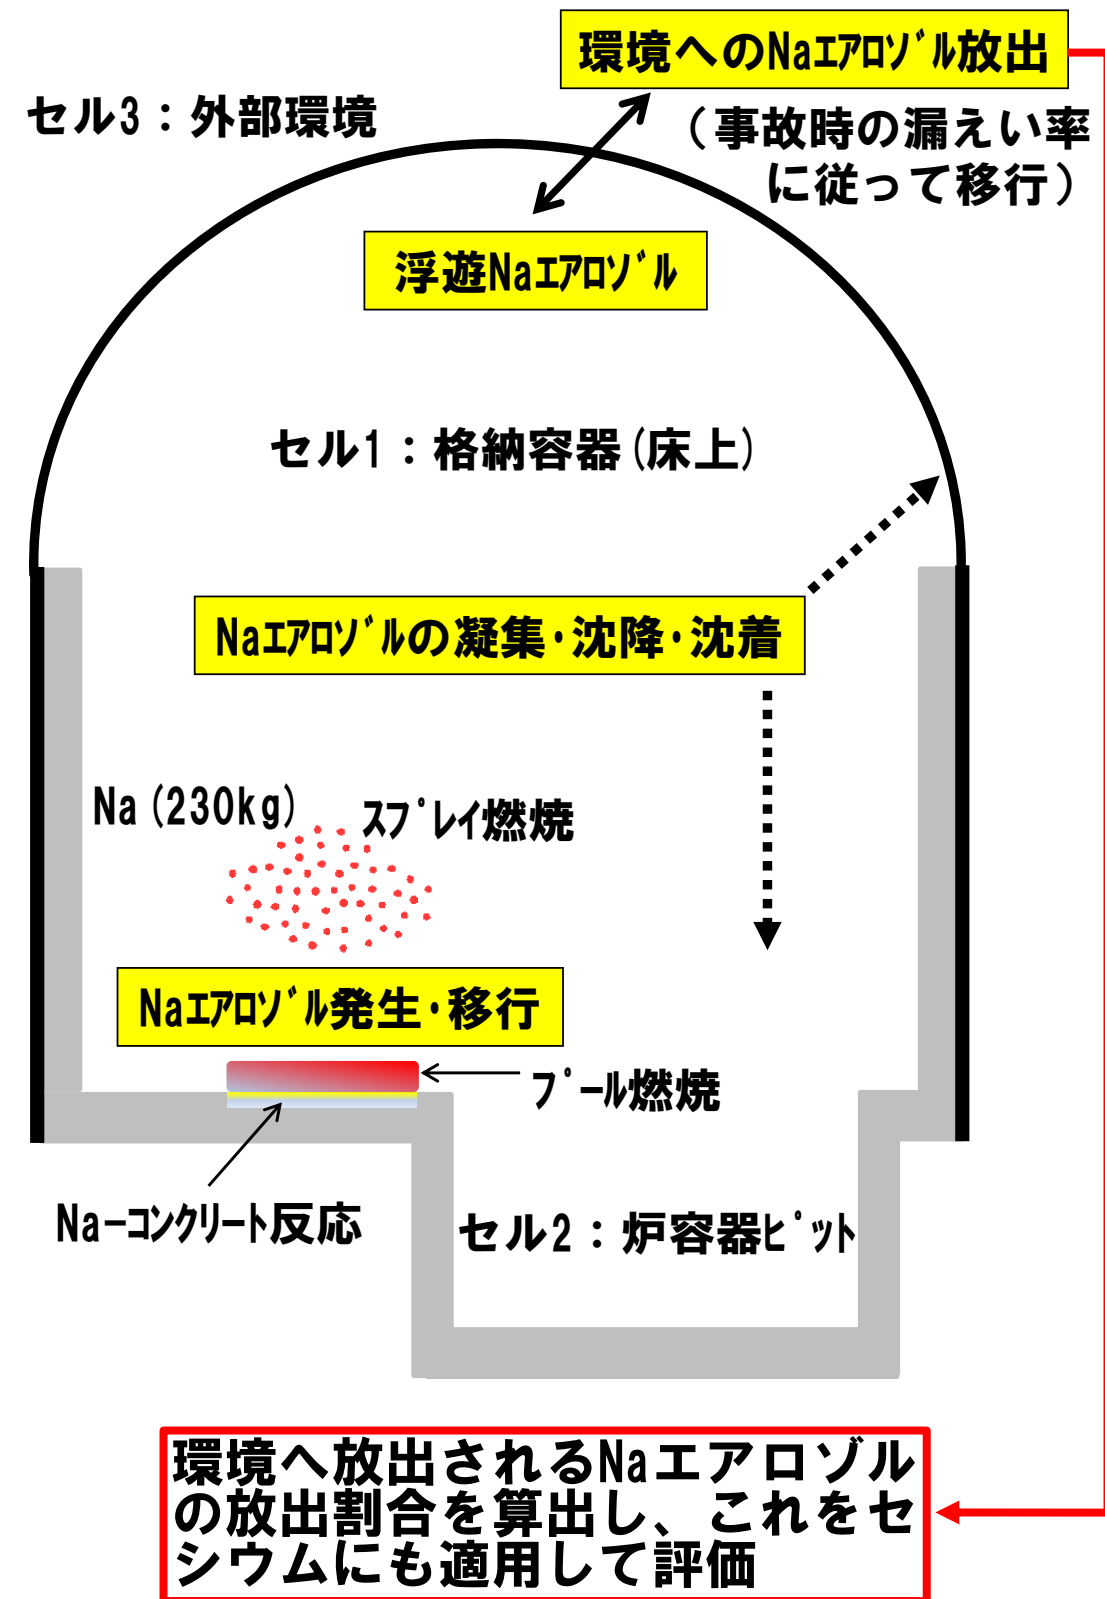 環境へのNaｴｱﾛｿﾞﾙ放出
セル3：外部環境
（事故時の漏えい率
に従って移行）
浮遊Naｴｱﾛｿﾞﾙ
セル1：格納容器(床上)
Naｴｱﾛｿﾞﾙの凝集･沈降･沈着
Na(230kg)
ｽﾌﾟﾚｲ燃焼
Naｴｱﾛｿﾞﾙ発生･移行
ﾌﾟｰﾙ燃焼
Na-ｺﾝｸﾘｰﾄ反応
セル2：炉容器ﾋﾟｯﾄ
環境へ放出されるNaエアロゾル
の放出割合を算出し、これをセ
シウムにも適用して評価